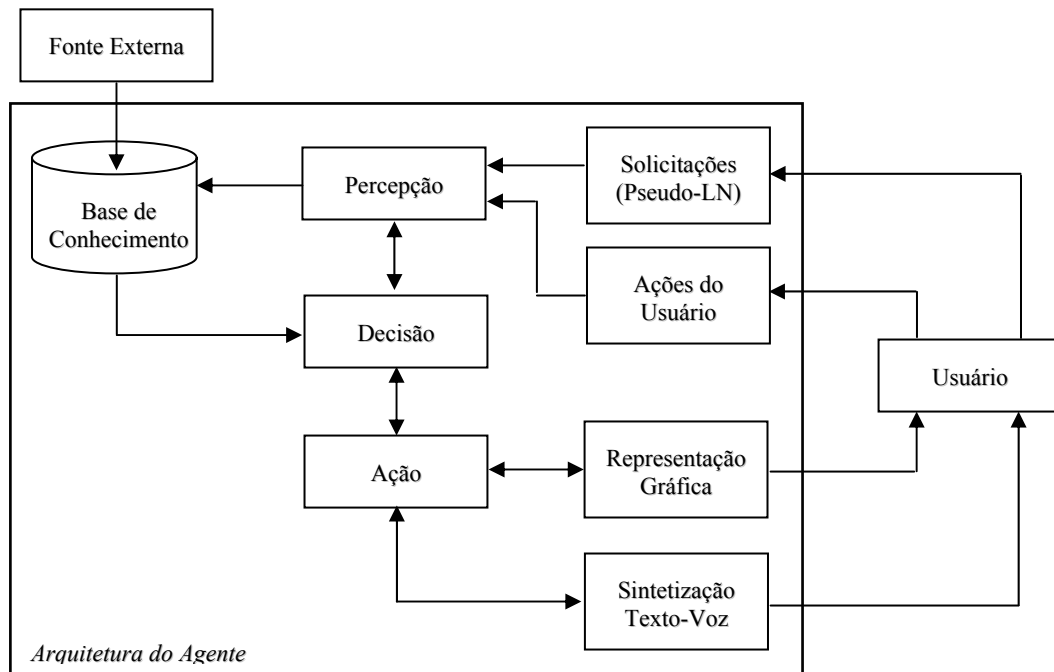 Fonte Externa
Base de
Conhecimento
Percepção
Solicitações
(Pseudo-LN)
Ações do
Usuário
Decisão
Usuário
Ação
Representação
Gráfica
Sintetização
Texto-Voz
Arquitetura do Agente